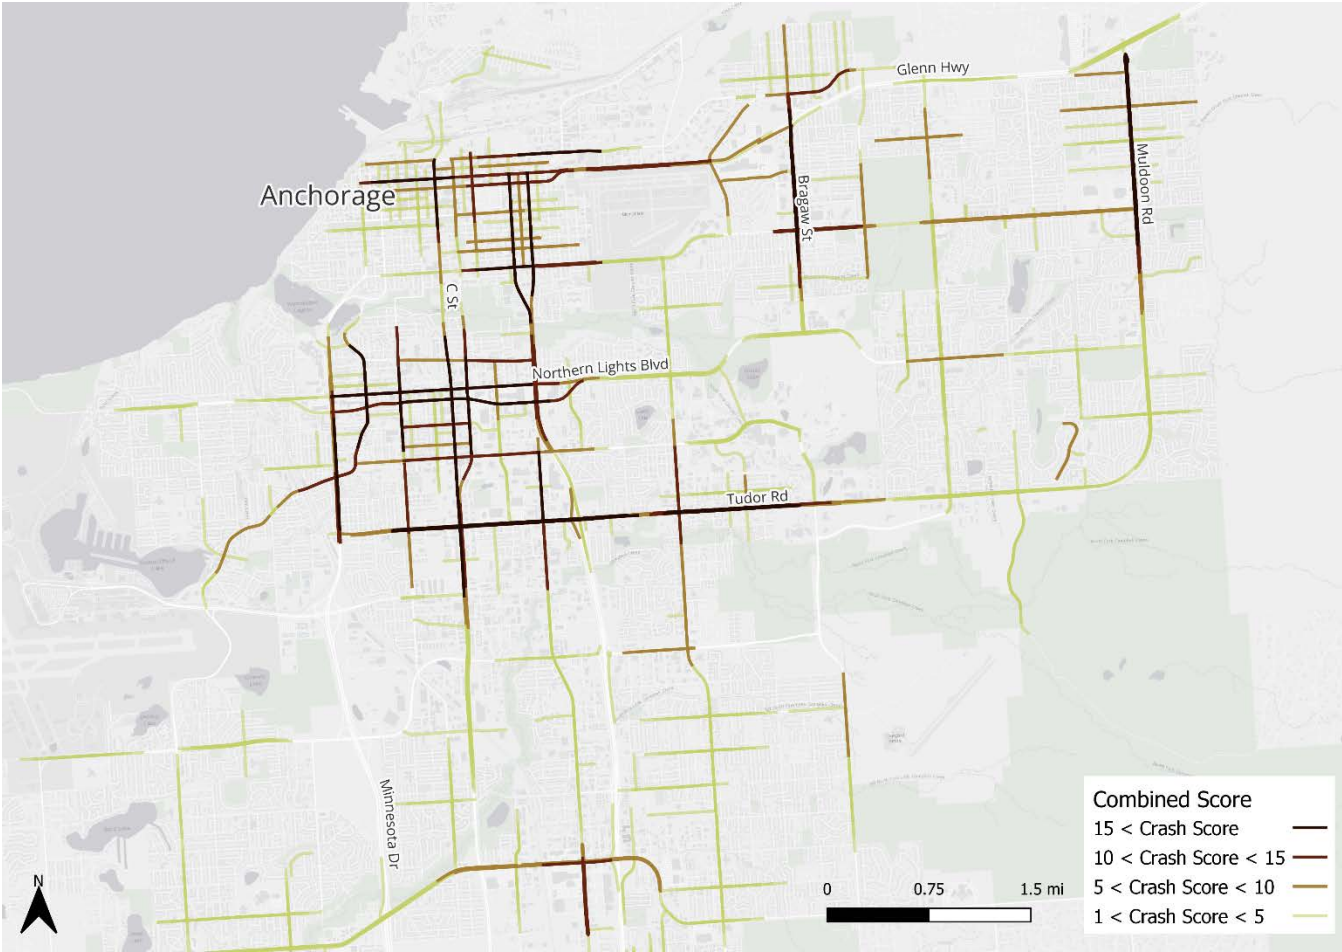 Glenn Hwy
Muldoon Rd
Anchorage
Bragaw St
C St
Northern Lights Blvd
Tudor Rd
Minnesota Dr
Combined Score
15 < Crash Score
10 < Crash Score < 15
5 < Crash Score < 10
1 < Crash Score < 5
N
0 0.75 1.5 mi